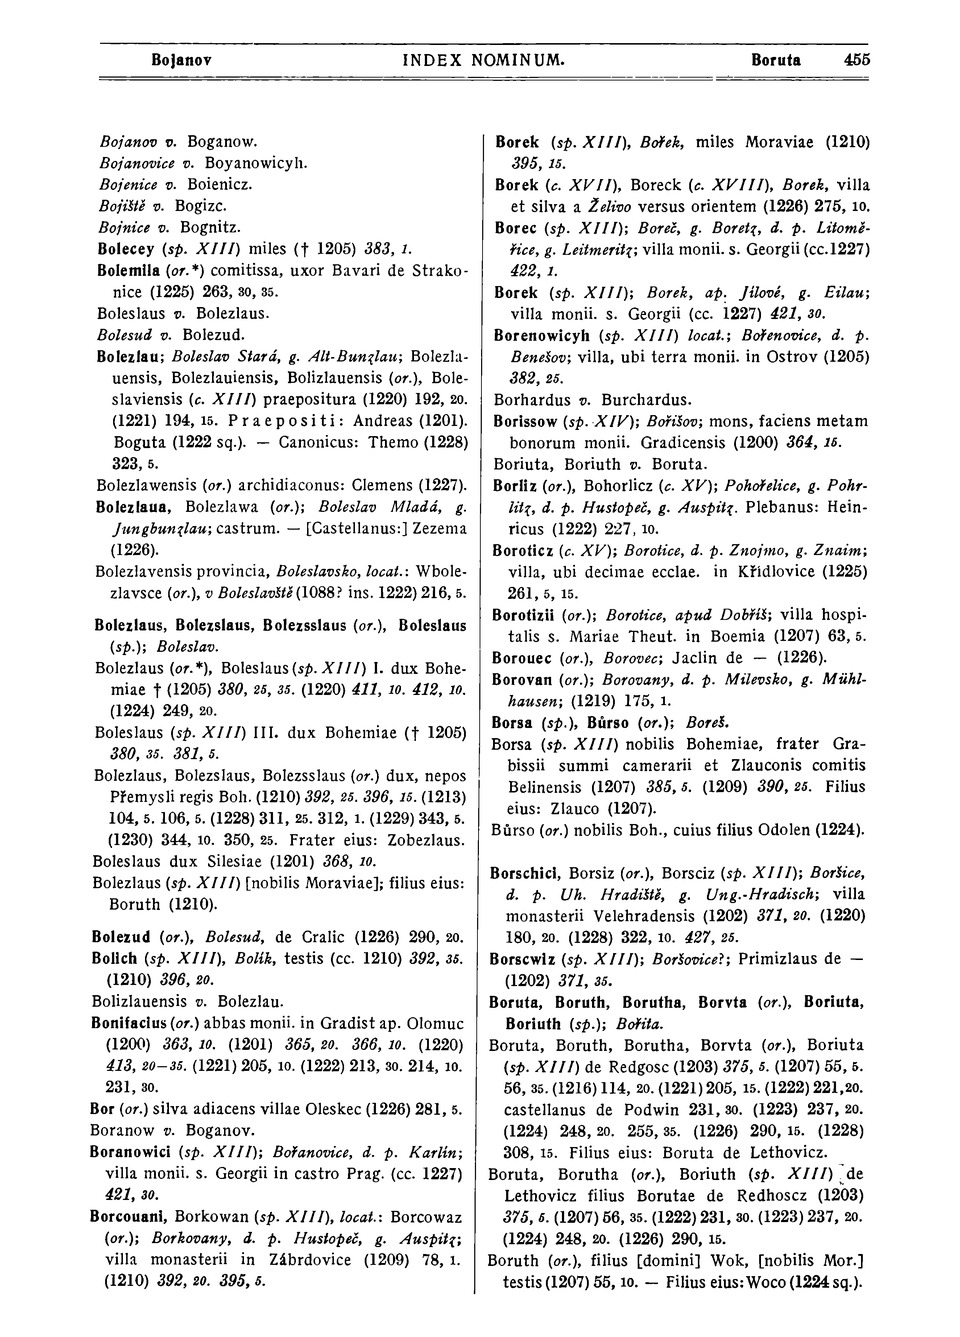 Bojanov INDEX NOMINUM. Boruta 455
Bojanov v. Boganow.
Bojanovice v. Boyanowicyh.
Bojenice v. Boienicz.
Bojiště v. Bogizc.
Bojnice v. Bognitz.
Bolecey (sp. XIII) miles († 1205) 383, 1.
Bolemila (or.*) comitissa, uxor Bavari de Strako-
nice (1225) 263, 30, 35.
Boleslaus v. Bolezlaus.
Bolesud v. Bolezud.
Bolezlau; Boleslav Stará, g. Alt-Bunzlau; Bolezla-
uensis, Bolezlauiensis, Bolizlauensis (or.), Bole-
slaviensis (c. XIII) praepositura (1220) 192, 20.
(1221) 194, 15. Praepositi: Andreas (1201).
Boguta (1222 sq.). — Canonicus: Themo (1228)
323, 5.
Bolezlawensis (or.) archidiaconus: Clemens (1227).
Bolezlaua, Bolezlawa (or.); Boleslav Mladá, g.
Jungbunzlau; castrum. — [Castellanus:] Zezema
(1226).
Bolezlavensis provincia, Boleslavsko, locat.: Wbole-
zlavsce (or.), v Boleslavště (1088? ins. 1222) 216, 5.
Bolezlaus, Bolezslaus, Bolezsslaus (or.), Boleslaus
(sp.); Boleslav.
Bolezlaus (or.*), Boleslaus (sp. XIII) I. dux Bohe-
miae † (1205) 380, 25, 35. (1220) 411, 10. 412, 10.
(1224) 249, 20.
Boleslaus (sp. XIII) III. dux Bohemiae († 1205)
380, 35. 381, 5.
Bolezlaus, Bolezslaus, Bolezsslaus (or.) dux, nepos
Přemysli regis Boh. (1210) 392, 25. 396, 15. (1213)
104, 5. 106, 5. (1228) 311, 25. 312, 1. (1229) 343, 5.
(1230) 344, 10. 350, 25. Frater eius: Zobezlaus.
Boleslaus dux Silesiae (1201) 368, 10.
Bolezlaus (sp. XIII) [nobilis Moraviae]; filius eius:
Boruth (1210).
Bolezud (or.), Bolesud, de Cralic (1226) 290, 20.
Bolich (sp. XIII), Bolík, testis (cc. 1210) 392, 35.
(1210) 396, 20.
Bolizlauensis v. Bolezlau.
Bonifacius (or.) abbas monii. in Gradist ap. Olomuc
(1200) 363, 10. (1201) 365, 20. 366, 10. (1220)
413, 20–35. (1221) 205, 10. (1222) 213, 30. 214, 10.
231, 30.
Bor (or.) silva adiacens villae Oleskec (1226) 281, 5.
Boranow v. Boganov.
Boranowici (sp. XIII); Bořanovice, d. p. Karlín;
villa monii. s. Georgii in castro Prag. (cc. 1227)
421, 30.
Borcouani, Borkowan (sp. XIII), locat.: Borcowaz
(or.); Borkovany, d. p. Hustopeč, g. Auspitz;
villa monasterii in Zábrdovice (1209) 78, 1.
(1210) 392, 20. 395, 5.
Borek (sp. XIII), Bořek, miles Moraviae (1210)
395, 15.
Borek (c. XVII), Boreck (c. XVIII), Borek, villa
et silva a Želivo versus orientem (1226) 275, 10.
Borec (sp. XIII); Boreč, g. Boretz, d. p. Litomě-
řice, g. Leitmeritz; villa monii. s. Georgii (cc. 1227)
422, 1.
Borek (sp. XIII); Borek, ap. Jílové, g. Eilau;
villa monii. s. Georgii (cc. 1227) 421, 30.
Borenowicyh (sp. XIII) locat.; Bořenovice, d. p.
Benešov; villa, ubi terra monii. in Ostrov (1205)
382, 25.
Borhardus v. Burchardus.
Borissow (sp. XIV); Bořišov; mons, faciens metam
bonorum monii. Gradicensis (1200) 364, 15.
Boriuta, Boriuth v. Boruta.
Borliz (or.), Bohorlicz (c. XV); Pohořelice, g. Pohr-
litz, d. p. Hustopeč, g. Auspitz. Plebanus: Hein-
ricus (1222) 227, 10.
Boroticz (c. XV); Borotice, d. p. Znojmo, g. Znaim;
villa, ubi decimae ecclae. in Křídlovice (1225)
261, 5, 15.
Borotizii (or.); Borotice, apud Dobříš; villa hospi-
talis s. Mariae Theut. in Boemia (1207) 63, 5.
Borouec (or.), Borovec; Jaclin de — (1226).
Borovan (or.); Borovany, d. p. Milevsko, g. Mühl-
hausen; (1219) 175, 1.
Borsa (sp.), Bůrso (or.); Boreš.
Borsa (sp. XIII) nobilis Bohemiae, frater Gra-
bissii summi camerarii et Zlauconis comitis
Belinensis (1207) 385, 5. (1209) 390, 25. Filius
eius: Zlauco (1207).
Bůrso (or.) nobilis Boh., cuius filius Odolen (1224).
Borschici, Borsiz (or.), Borsciz (sp. XIII); Boršice,
d. p. Uh. Hradiště, g. Ung.-Hradisch; villa
monasterii Velehradensis (1202) 371, 20. (1220)
180, 20. (1228) 322, 10. 427, 25.
Borscwiz (sp. XIII); Boršovice?; Primizlaus de —
(1202) 371, 35.
Boruta, Boruth, Borutha, Borvta (or.), Boriuta,
Boriuth (sp.); Bořita.
Boruta, Boruth, Borutha, Borvta (or.), Boriuta
(sp. XIII) de Redgosc (1203) 375, 5. (1207) 55, 5.
56, 35. (1216) 114, 20. (1221) 205, 15. (1222) 221, 20.
castellanus de Podwin 231, 30. (1223) 237, 20.
(1224) 248, 20. 255, 35. (1226) 290, 15. (1228)
308, 15. Filius eius: Boruta de Lethovicz.
Boruta, Borutha (or.), Boriuth (sp. XIII) de
Lethovicz filius Borutae de Redhoscz (1203)
375, 5. (1207) 56, 35. (1222) 231, 30. (1223) 237, 20.
(1224) 248, 20. (1226) 290, 15.
Boruth (or.), filius [domini] Wok, [nobilis Mor.]
testis (1207) 55, 10. — Filius eius: Woco (1224 sq.).